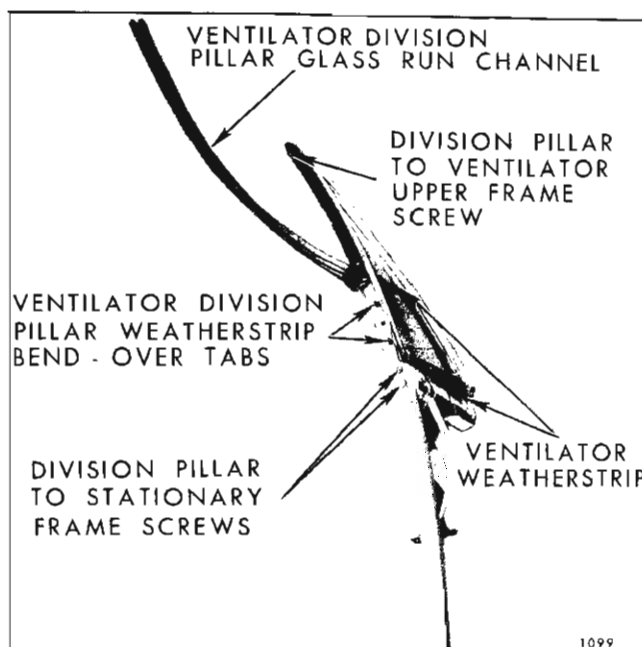 VENTILATOR DIVISION
PILLAR GLASS RUN CHANNEL
DIVISION PILLAR
TO VENTILATOR
UPPER FRAME
SCREW
VENTILATOR DIVISION
PILLAR WEATHERSTRIP
BEND - OVER TABS
VENTILATOR
WEATHERSTRIP
DIVISION PILLAR
TO STATIONARY
FRAME SCREWS
1099